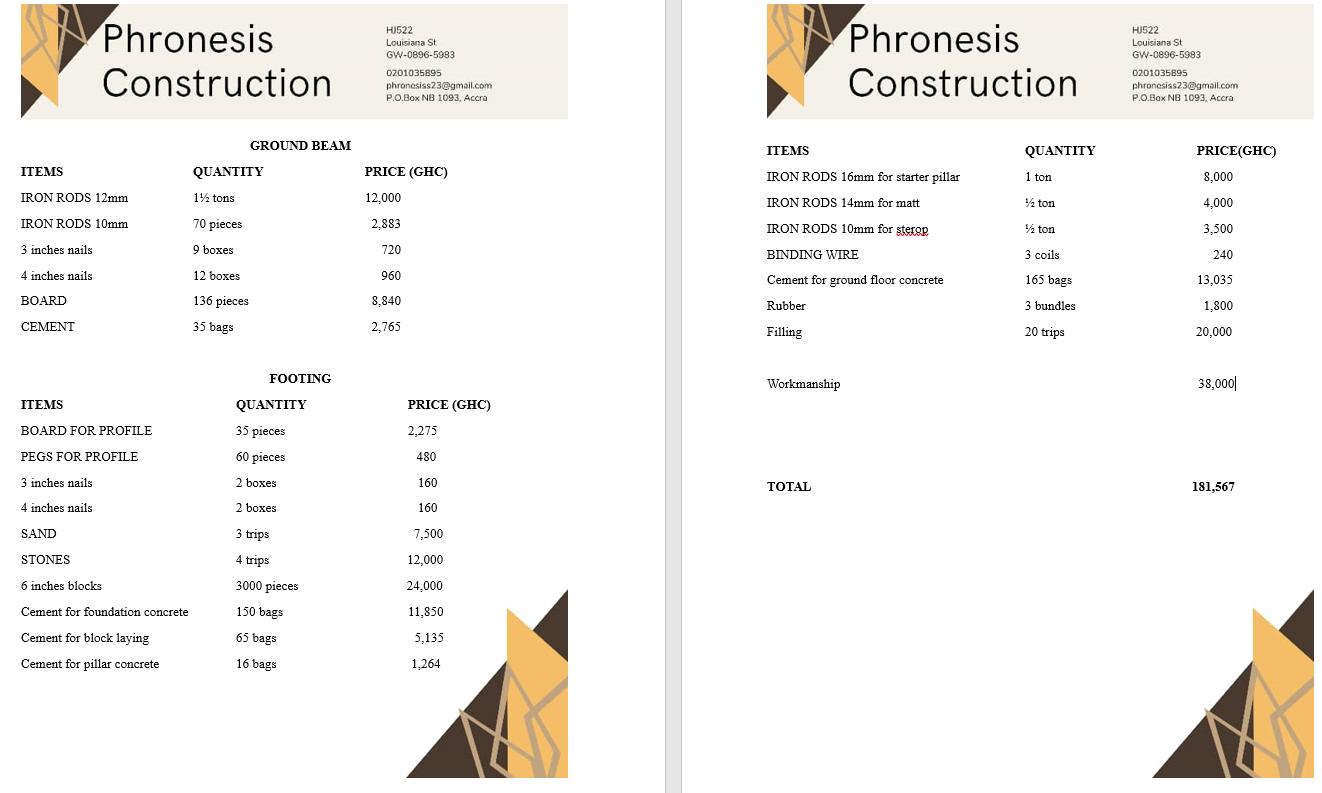 Phronesis
Construction
HJ522
Louisiana St
GW-0896-5983
0201035895
phronesiss23@gmail.com
P.O.Box NB 1093, Accra
GROUND BEAM
ITEMS QUANTITY PRICE (GHC)
IRON RODS 12mm 1½ tons 12,000
IRON RODS 10mm 70 pieces 2,883
3 inches nails 9 boxes 720
4 inches nails 12 boxes 960
BOARD 136 pieces 8,840
CEMENT 35 bags 2,765
FOOTING
ITEMS QUANTITY PRICE (GHC)
BOARD FOR PROFILE 35 pieces 2,275
PEGS FOR PROFILE 60 pieces 480
3 inches nails 2 boxes 160
4 inches nails 2 boxes 160
SAND 3 trips 7,500
STONES 4 trips 12,000
6 inches blocks 3000 pieces 24,000
Cement for foundation concrete 150 bags 11,850
Cement for block laying 65 bags 5,135
Cement for pillar concrete 16 bags 1,264
Phronesis
Construction
HJ522
Louisiana St
GW-0896-5983
0201035895
phronesiss23@gmail.com
P.O.Box NB 1093, Accra
ITEMS QUANTITY PRICE(GHC)
IRON RODS 16mm for starter pillar 1 ton 8,000
IRON RODS 14mm for matt ½ ton 4,000
IRON RODS 10mm for sterop ½ ton 3,500
BINDING WIRE 3 coils 240
Cement for ground floor concrete 165 bags 13,035
Rubber 3 bundles 1,800
Filling 20 trips 20,000
Workmanship 38,000
TOTAL 181,567